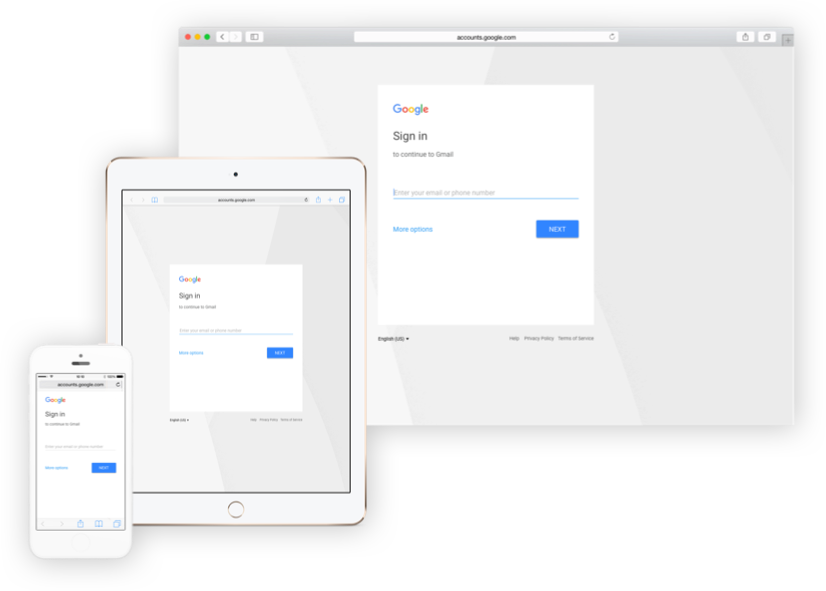 accounts.google.com
Google
Sign in
to continue to Gmail
Enter your email or phone number
More options
NEXT
English (US)
Help Privacy Policy Terms of Service
accounts.google.com
Google
Sign in
to continue to Gmail
Enter your email or phone number
More options
NEXT
English (US)
Help Privacy Policy Terms of Service
accounts.google.com
Google
Sign in
to continue to Gmail
Enter your email or phone number
More options
NEXT